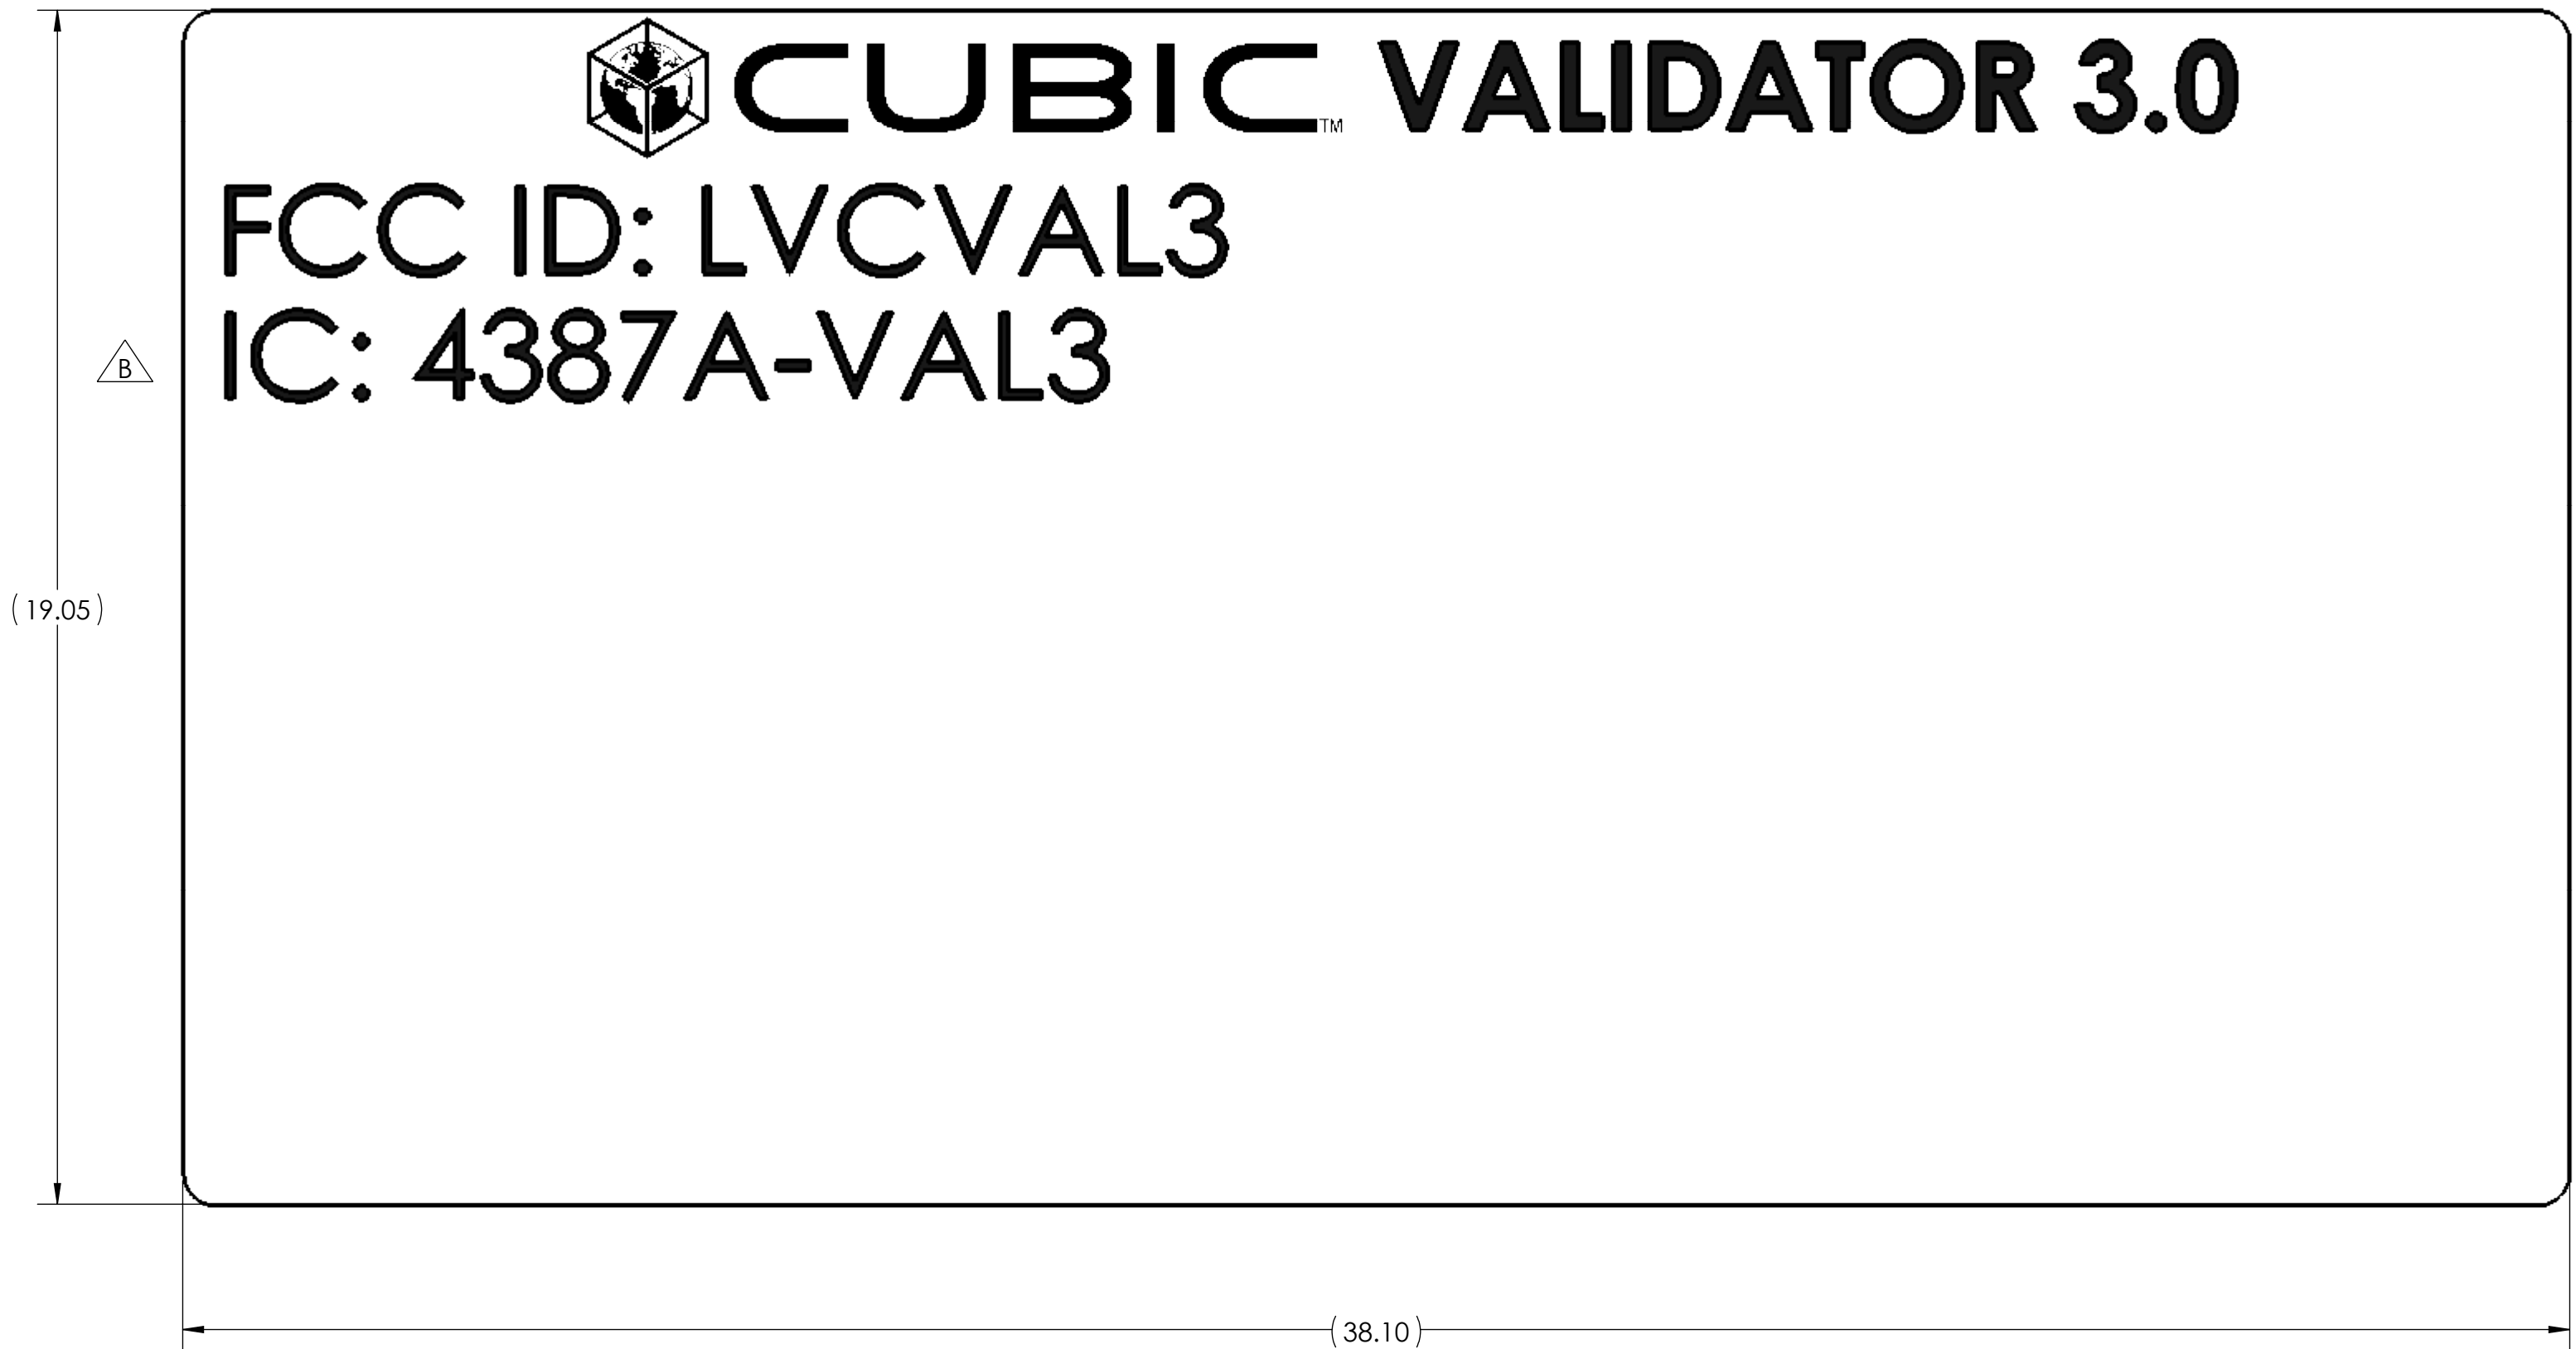 CUBIC™ VALIDATOR 3.0
FCC ID: LVCVAL3
IC: 4387A-VAL3
B
(19.05)
(38.10)